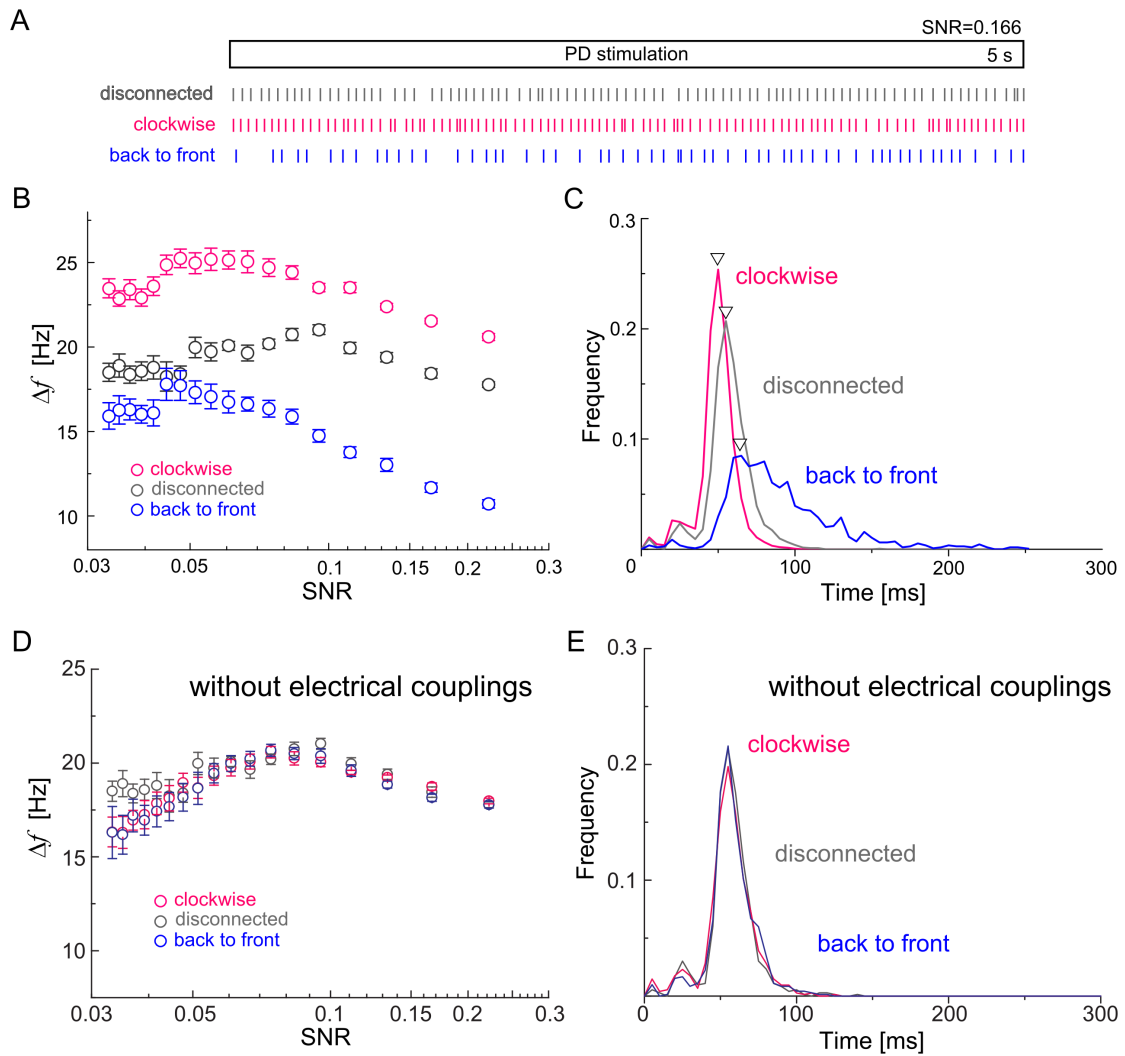 A
SNR=0.166
PD stimulation
5 s
disconnected
clockwise
back to front
B
Δf [Hz]
25
20
15
10
clockwise
disconnected
back to front
0.03
0.05
0.1
0.15
0.2
0.3
SNR
C
Frequency
0.3
0.2
0.1
clockwise
disconnected
back to front
0
100
200
300
Time [ms]
D
without electrical couplings
Δf [Hz]
25
20
15
10
clockwise
disconnected
back to front
0.03
0.05
0.1
0.15
0.2
0.3
SNR
E
without electrical couplings
Frequency
0.3
0.2
0.1
clockwise
disconnected
back to front
0
100
200
300
Time [ms]